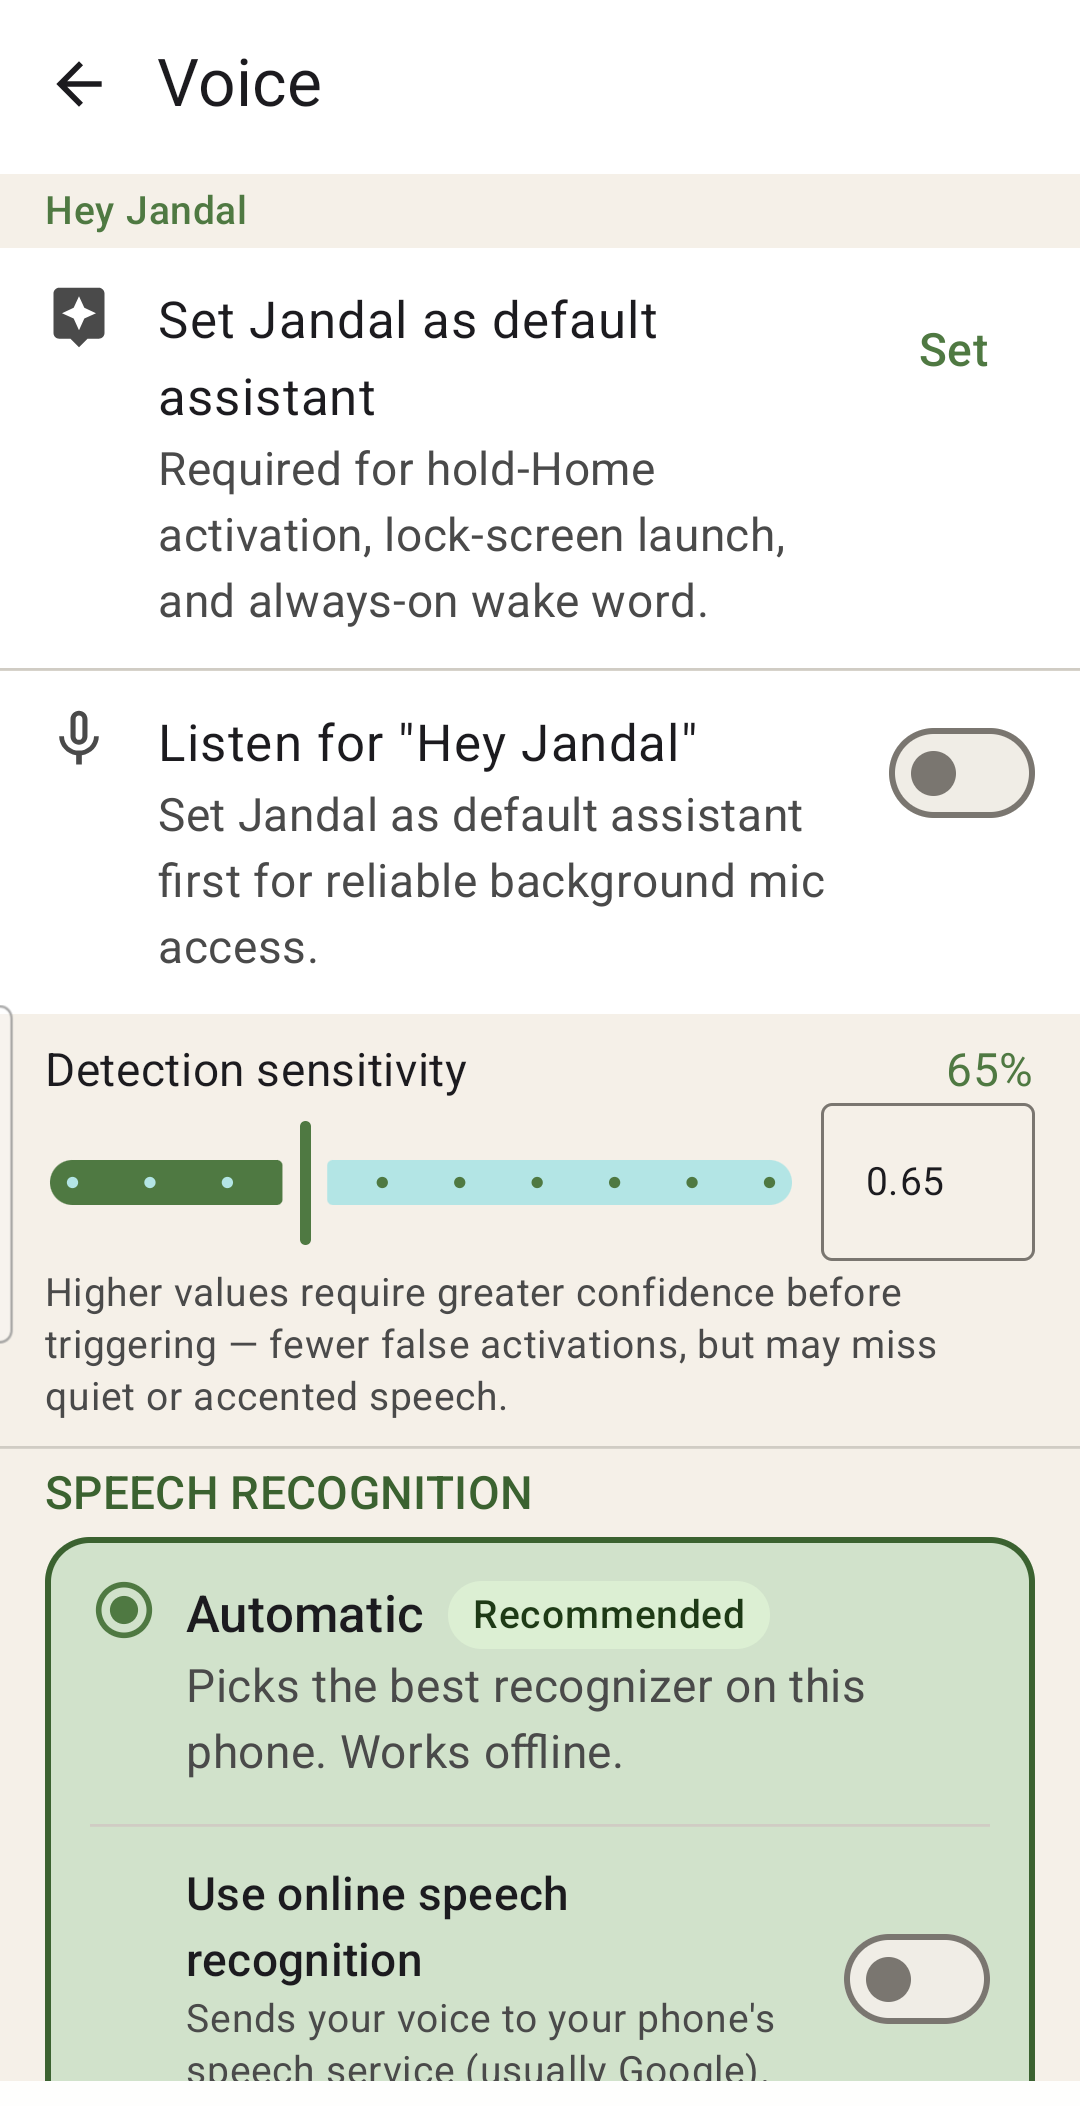 Voice
Hey Jandal
Set Jandal as default
assistant
Set
Required for hold-Home
activation, lock-screen launch,
and always-on wake word.
Listen for "Hey Jandal"
Set Jandal as default assistant
first for reliable background mic
access.
Detection sensitivity
65%
0.65
Higher values require greater confidence before
triggering — fewer false activations, but may miss
quiet or accented speech.
SPEECH RECOGNITION
Automatic
Recommended
Picks the best recognizer on this
phone. Works offline.
Use online speech
recognition
Sends your voice to your phone's
speech service (usually Google).